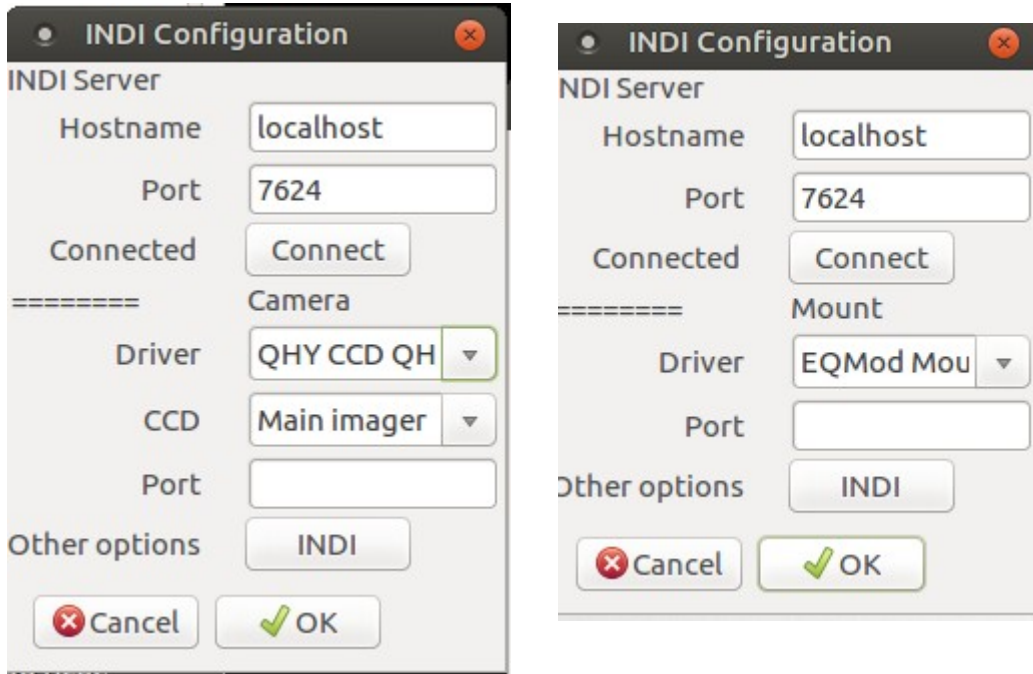 INDI Configuration
INDI Server
Hostname localhost
Port 7624
Connected Connect
======== Camera
Driver QHY CCD QH
CCD Main imager
Port
Other options INDI
Cancel OK
INDI Configuration
NDI Server
Hostname localhost
Port 7624
Connected Connect
======== Mount
Driver EQMod Mou
Port
Other options INDI
Cancel OK